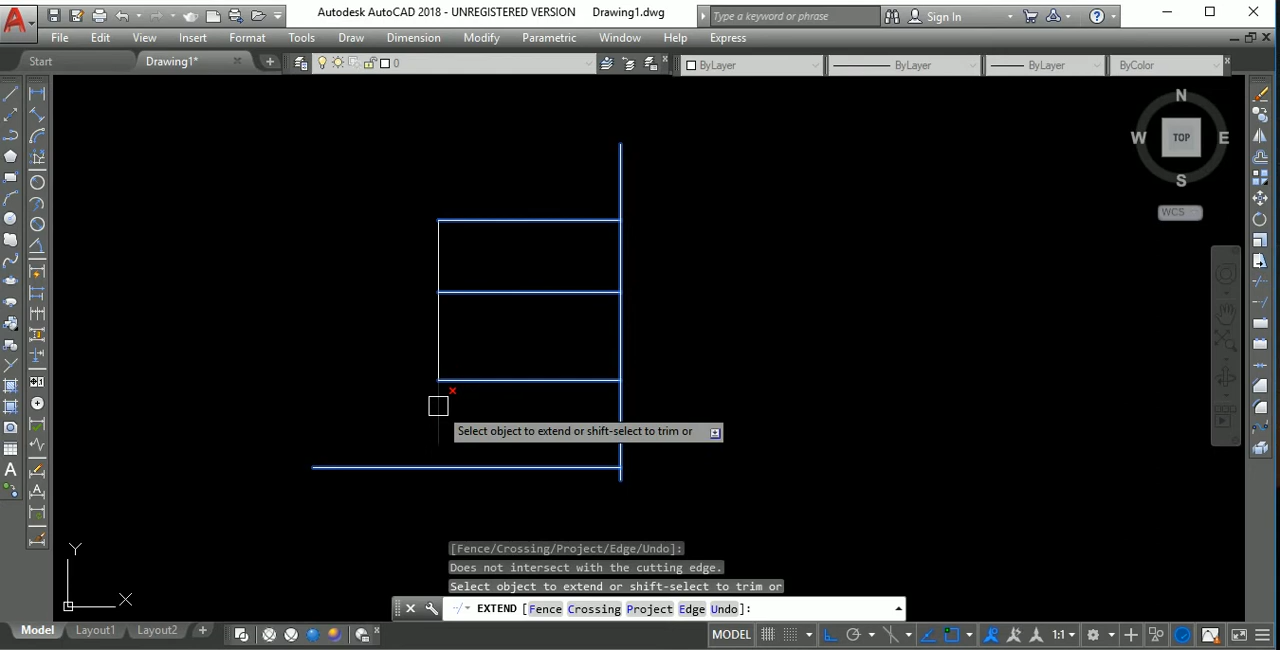 Autodesk AutoCAD 2018 - UNREGISTERED VERSION Drawing1.dwg
Type a keyword or phrase
Sign In
File Edit View Insert Format Tools Draw Dimension Modify Parametric Window Help Express
Start Drawing1*
0 ByLayer ByLayer ByLayer ByColor
N
W TOP E
S
WCS
Select object to extend or shift-select to trim or
Y
X
[Fence/Crossing/Project/Edge/Undo]:
Does not intersect with the cutting edge.
Select object to extend or shift-select to trim or
EXTEND [Fence Crossing Project Edge Undo]:
Model Layout1 Layout2 +
MODEL 1:1